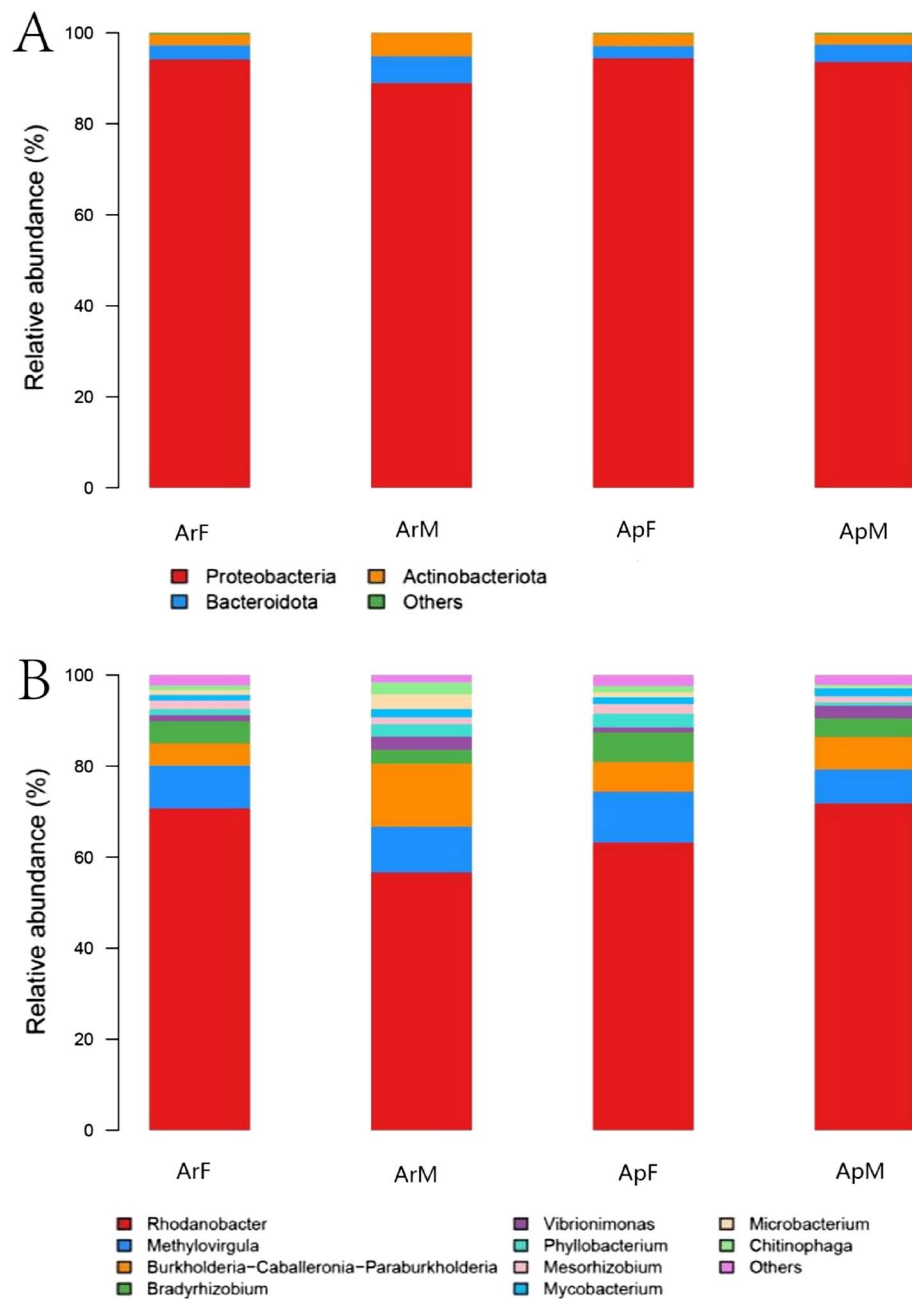 A
Relative abundance (%)
100
80
60
40
20
0
ArF ArM ApF ApM
Proteobacteria Actinobacteriota
Bacteroidota Others
B
Relative abundance (%)
100
80
60
40
20
0
ArF ArM ApF ApM
Rhodanobacter Vibrionimonas Microbacterium
Methylovirgula Phyllobacterium Chitinophaga
Burkholderia−Caballeronia−Paraburkholderia Mesorhizobium Others
Bradyrhizobium Mycobacterium